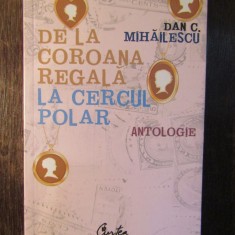 DAN C.
MIHĂILESCU
DE LA
COROANA
REGALĂ
LA CERCUL
POLAR
ANTOLOGIE